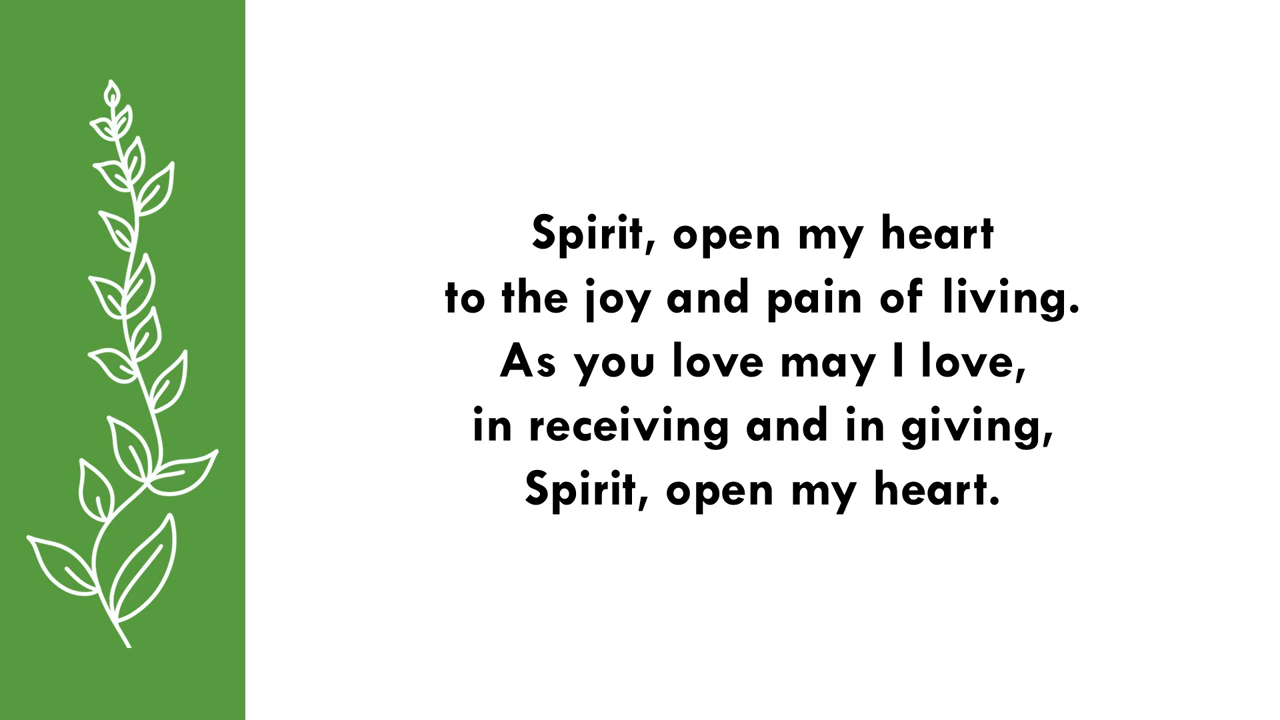 Spirit, open my heart
to the joy and pain of living.
As you love may I love,
in receiving and in giving,
Spirit, open my heart.